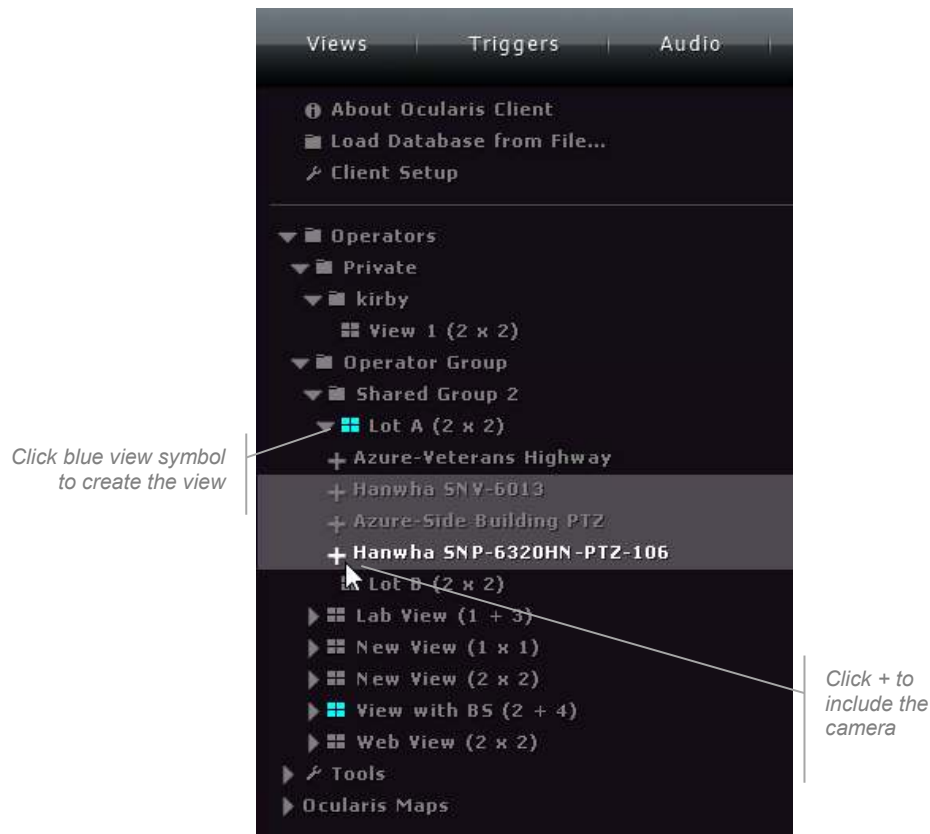 Views
Triggers
Audio
About Ocularis Client
Load Database from File...
Client Setup
Operators
Private
kirby
View 1 (2 x 2)
Operator Group
Shared Group 2
Lot A (2 x 2)
Click blue view symbol
to create the view
Azure-Veterans Highway
Hanwha SNV-6013
Azure-Side Building PTZ
Hanwha SNP-6320HN-PTZ-106
Lot B (2 x 2)
Lab View (1 + 3)
New View (1 x 1)
New View (2 x 2)
View with BS (2 + 4)
Web View (2 x 2)
Click + to
include the
camera
Tools
Ocularis Maps